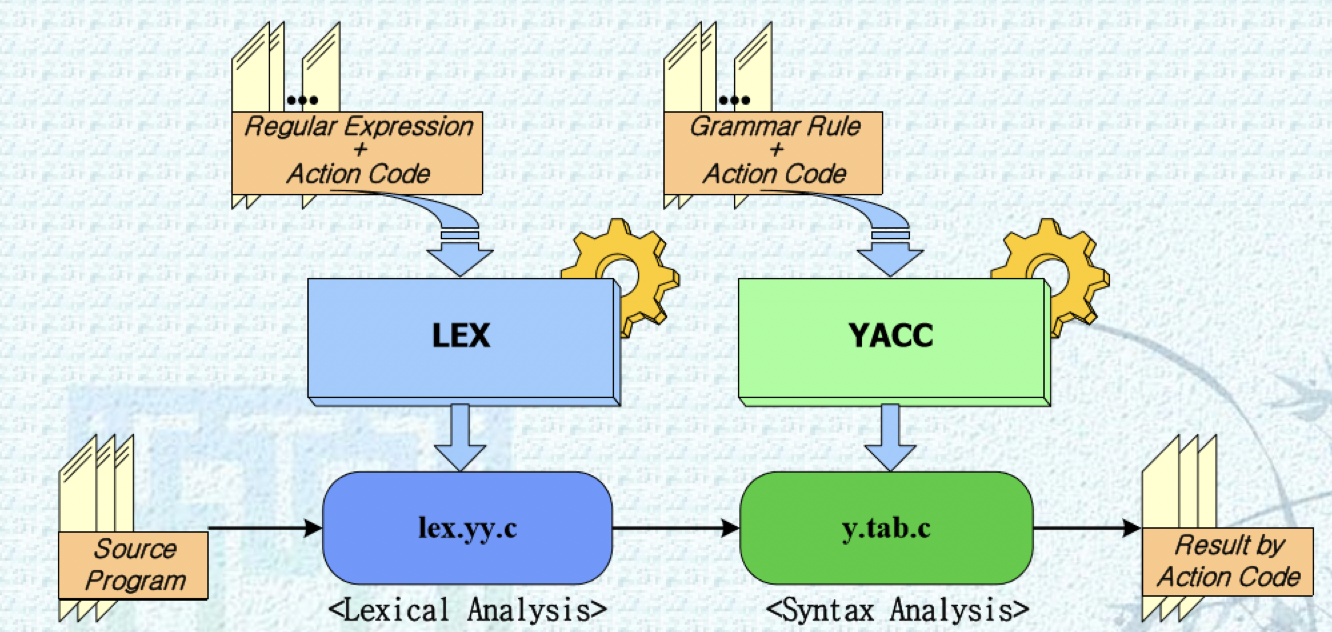 Regular Expression
+
Action Code
Grammar Rule
+
Action Code
LEX
YACC
Source
Program
lex.yy.c
y.tab.c
Result by
Action Code
<Lexical Analysis>
<Syntax Analysis>